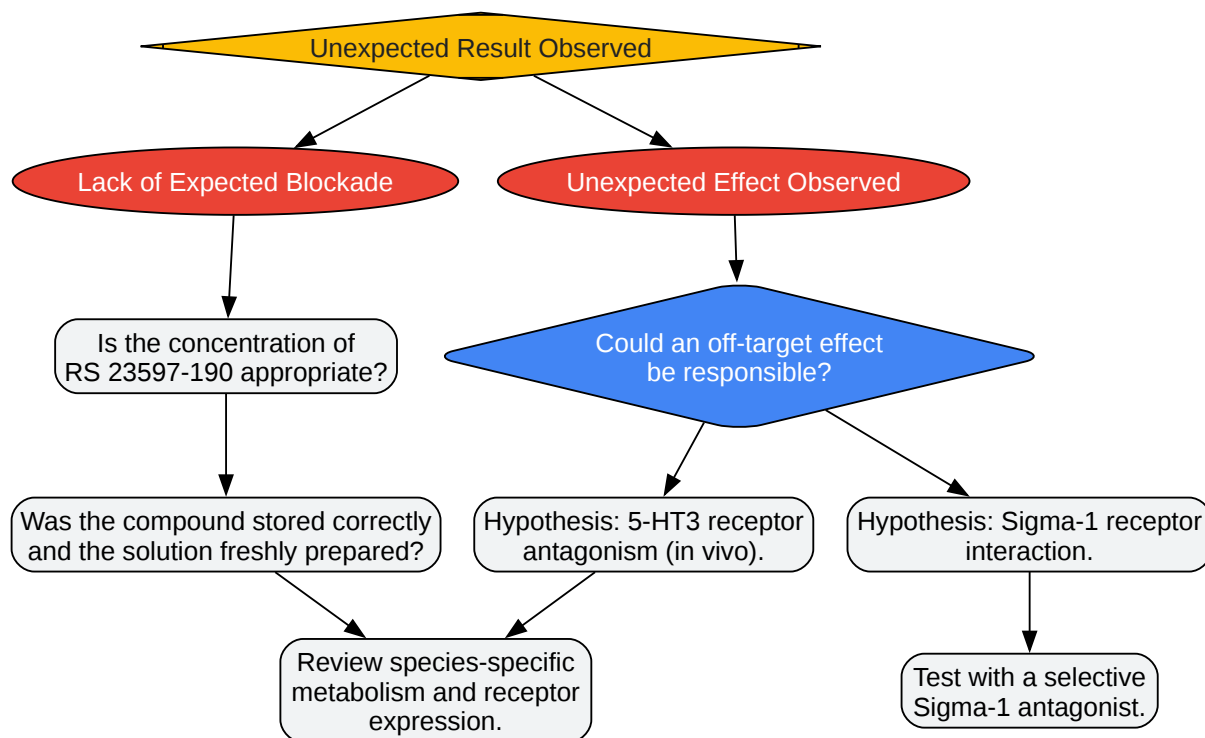 Unexpected Result Observed
Lack of Expected Blockade
Unexpected Effect Observed
Is the concentration of
RS 23597-190 appropriate?
Could an off-target effect
be responsible?
Was the compound stored correctly
and the solution freshly prepared?
Hypothesis: 5-HT3 receptor
antagonism (in vivo).
Hypothesis: Sigma-1 receptor
interaction.
Review species-specific
metabolism and receptor
expression.
Test with a selective
Sigma-1 antagonist.